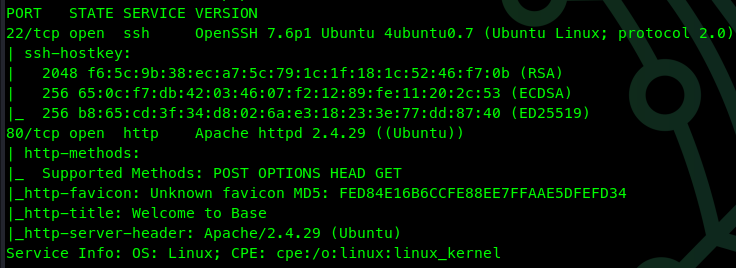 PORT   STATE SERVICE VERSION
22/tcp open  ssh     OpenSSH 7.6p1 Ubuntu 4ubuntu0.7 (Ubuntu Linux; protocol 2.0)
| ssh-hostkey:
|   2048 f6:5c:9b:38:ec:a7:5c:79:1c:1f:18:1c:52:46:f7:0b (RSA)
|   256 65:0c:f7:db:42:03:46:07:f2:12:89:fe:11:20:2c:53 (ECDSA)
|_  256 b8:65:cd:3f:34:d8:02:6a:e3:18:23:3e:77:dd:87:40 (ED25519)
80/tcp open  http    Apache httpd 2.4.29 ((Ubuntu))
| http-methods:
|_  Supported Methods: POST OPTIONS HEAD GET
|_http-favicon: Unknown favicon MD5: FED84E16B6CCFE88EE7FFAAE5DFEFD34
|_http-title: Welcome to Base
|_http-server-header: Apache/2.4.29 (Ubuntu)
Service Info: OS: Linux; CPE: cpe:/o:linux:linux_kernel